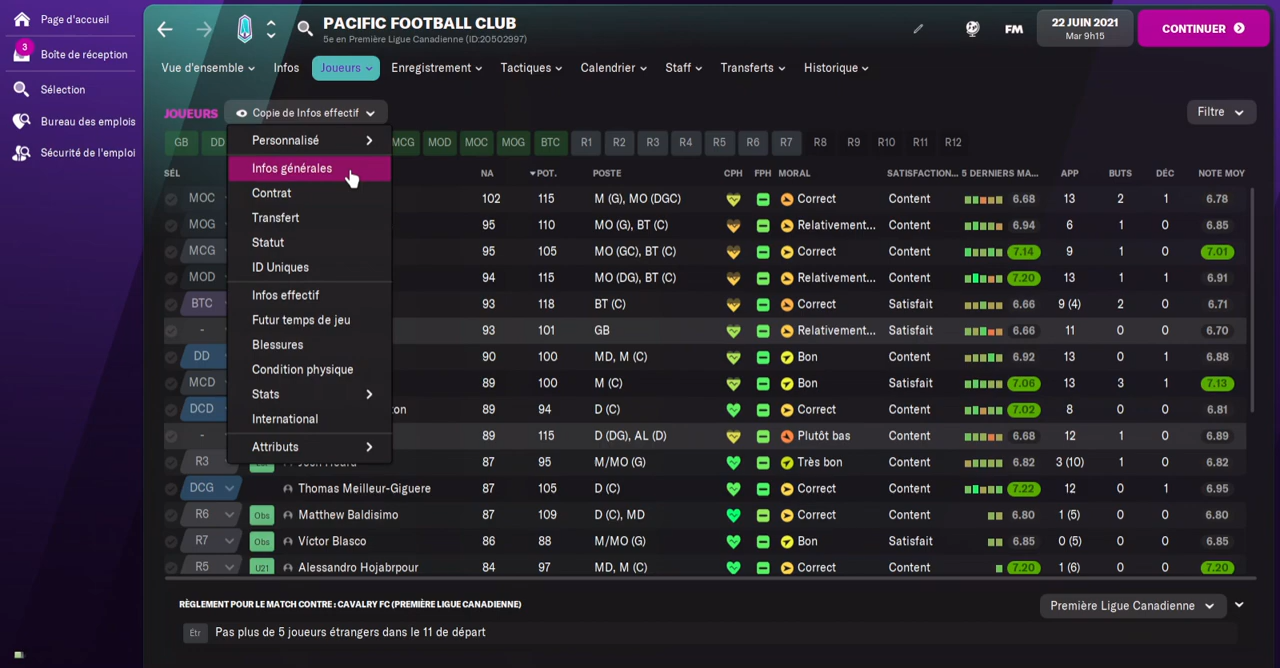 Page d'accueil
3
Boîte de réception
Sélection
Bureau des emplois
Sécurité de l'emploi
PACIFIC FOOTBALL CLUB
5e en Première Ligue Canadienne (ID:20502997)
FM
22 JUIN 2021
Mar 9h15
CONTINUER
Vue d'ensemble Infos Joueurs Enregistrement Tactiques Calendrier Staff Transferts Historique
JOUEURS Copie de Infos effectif Filtre
GB DD MCG MOD MOC MOG BTC R1 R2 R3 R4 R5 R6 R7 R8 R9 R10 R11 R12
Personnalisé
Infos générales
Contrat
Transfert
Statut
ID Uniques
Infos effectif
Futur temps de jeu
Blessures
Condition physique
Stats
International
Attributs
SÉL NA POT. POSTE CPH FPH MORAL SATISFACTION... 5 DERNIERS MA... APP BUTS DÉC NOTE MOY
MOC 102 115 M (G), MO (DGC) Correct Content 6.68 13 2 1 6.78
MOG 95 110 MO (G), BT (C) Relativement... Content 6.94 6 1 0 6.85
MCG 95 105 MO (GC), BT (C) Correct Content 7.14 9 1 0 7.01
MOD 94 115 MO (DG), BT (C) Relativement... Content 7.20 13 1 1 6.91
BTC 93 118 BT (C) Correct Satisfait 6.66 9 (4) 2 0 6.71
- 93 101 GB Relativement... Satisfait 6.66 11 0 0 6.70
DD 90 100 MD, M (C) Bon Content 6.92 13 0 1 6.88
MCD 89 100 M (C) Bon Satisfait 7.06 13 3 1 7.13
DCD on 89 94 D (C) Correct Content 7.02 8 0 0 6.81
- 89 115 D (DG), AL (D) Plutôt bas Content 6.68 12 1 0 6.89
R3 87 95 M/MO (G) Très bon Content 6.82 3 (10) 1 0 6.82
DCG Thomas Meilleur-Giguere 87 105 D (C) Correct Content 7.22 12 0 1 6.95
R6 Obs Matthew Baldisimo 87 109 D (C), MD Correct Content 6.80 1 (5) 0 0 6.80
R7 Obs Víctor Blasco 86 88 M/MO (G) Bon Satisfait 6.85 0 (5) 0 0 6.85
R5 U21 Alessandro Hojabrpour 84 97 MD, M (C) Correct Content 7.20 1 (6) 0 0 7.20
RÈGLEMENT POUR LE MATCH CONTRE : CAVALRY FC (PREMIÈRE LIGUE CANADIENNE) Première Ligue Canadienne
Étr Pas plus de 5 joueurs étrangers dans le 11 de départ